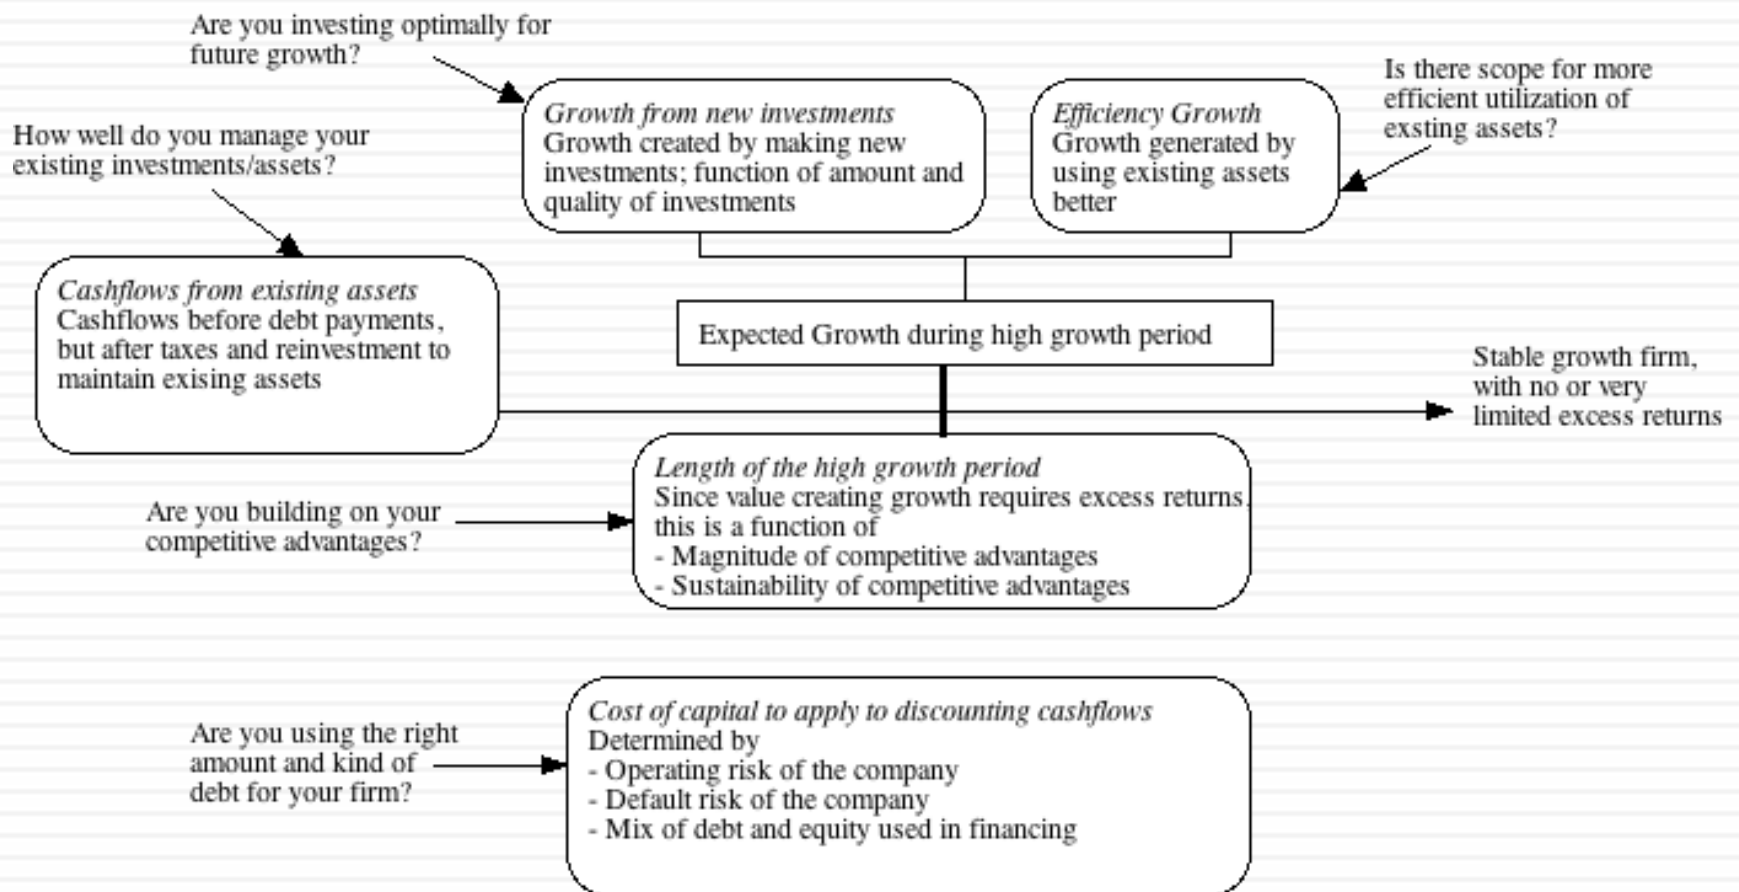 Are you investing optimally for
future growth?
Growth from new investments
Growth created by making new
investments; function of amount and
quality of investments
Efficiency Growth
Growth generated by
using existing assets
better
Is there scope for more
efficient utilization of
exsting assets?
How well do you manage your
existing investments/assets?
Cashflows from existing assets
Cashflows before debt payments,
but after taxes and reinvestment to
maintain exising assets
Expected Growth during high growth period
Stable growth firm,
with no or very
limited excess returns
Are you building on your
competitive advantages?
Length of the high growth period
Since value creating growth requires excess returns,
this is a function of
- Magnitude of competitive advantages
- Sustainability of competitive advantages
Are you using the right
amount and kind of
debt for your firm?
Cost of capital to apply to discounting cashflows
Determined by
- Operating risk of the company
- Default risk of the company
- Mix of debt and equity used in financing